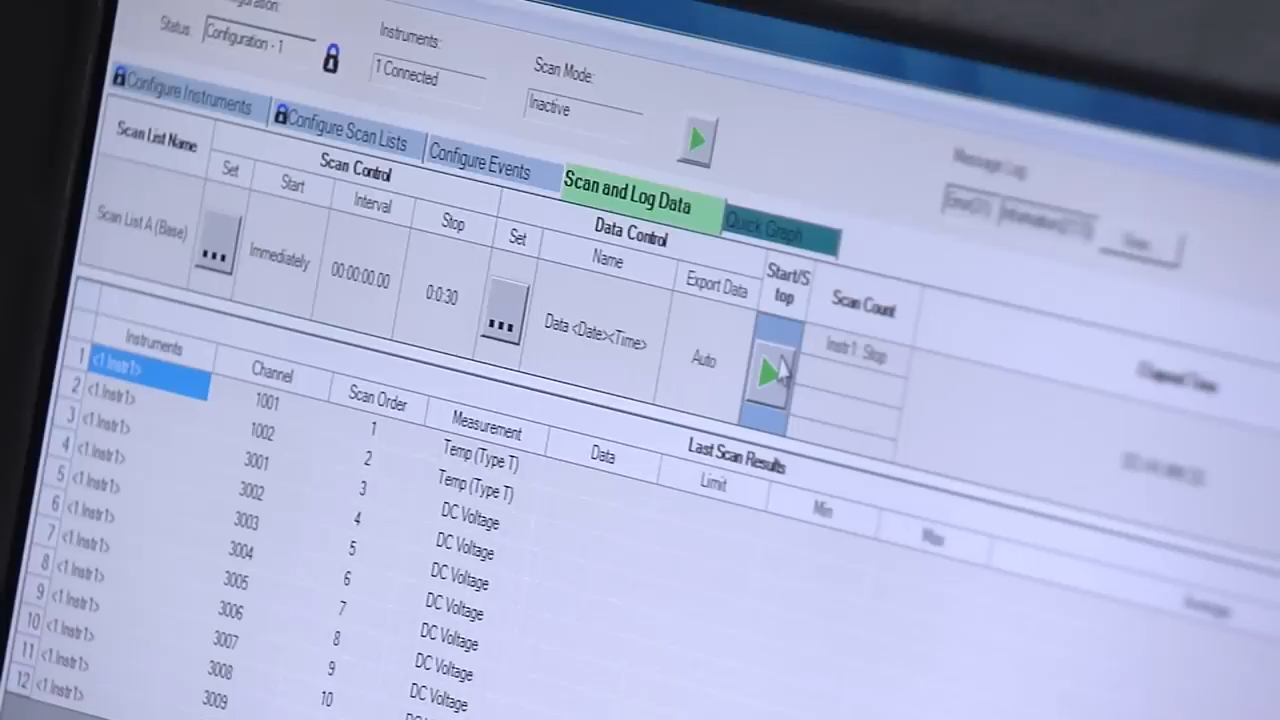 Status:
Configuration - 1
Instruments:
1 Connected
Scan Mode:
Inactive
Configure Instruments
Configure Scan Lists
Configure Events
Scan and Log Data
Quick Graph
Message Log
Scan List Name
Scan Control
Set
Start
Interval
Stop
Data Control
Set
Name
Export Data
Start/S
top
Scan Count
Elapsed Time
Scan List A (Base)
...
Immediately
00:00:00.00
0:0:30
...
Data <Date><Time>
Auto
Instr1 Stop
Last Scan Results
Instruments
Channel
Scan Order
Measurement
Data
Limit
Min
Max
Average
1 <1.Instr1> 1001 1 Temp (Type T)
2 <1.Instr1> 1002 2 Temp (Type T)
3 <1.Instr1> 3001 3 DC Voltage
4 <1.Instr1> 3002 4 DC Voltage
5 <1.Instr1> 3003 5 DC Voltage
6 <1.Instr1> 3004 6 DC Voltage
7 <1.Instr1> 3005 7 DC Voltage
8 <1.Instr1> 3006 8 DC Voltage
9 <1.Instr1> 3007 9 DC Voltage
10 <1.Instr1> 3008 10
11 <1.Instr1> 3009
12 <1.Instr1>